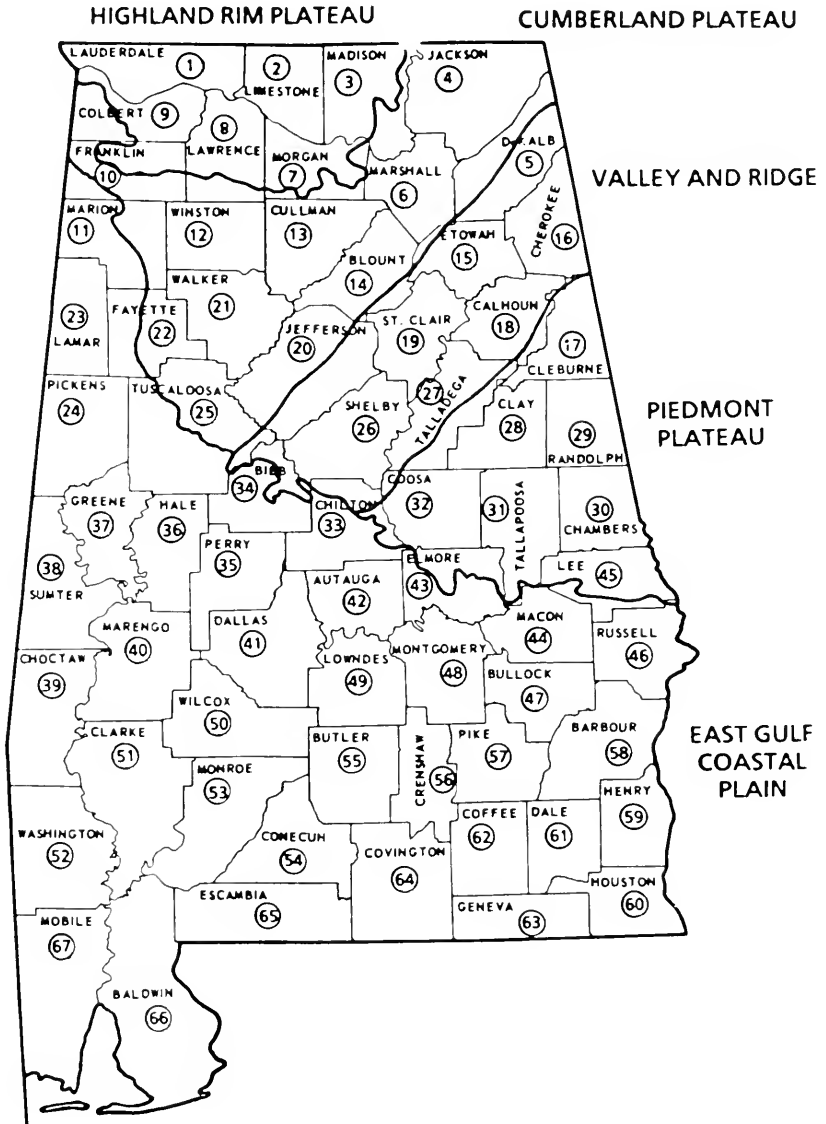 HIGHLAND RIM PLATEAU
CUMBERLAND PLATEAU
LAUDERDALE
1
2
LIMESTONE
MADISON
3
JACKSON
4
COLBERT
9
8
LAWRENCE
FRANKLIN
10
MORGAN
7
MARSHALL
6
5
VALLEY AND RIDGE
MARION
11
WINSTON
12
CULLMAN
13
BLOUNT
14
ETOWAH
15
CHEROKEE
16
WALKER
21
23
LAMAR
FAYETTE
22
JEFFERSON
20
ST. CLAIR
19
CALHOUN
18
17
CLEBURNE
PICKENS
24
TUSCALOOSA
25
SHELBY
26
27
TALLADEGA
CLAY
28
29
RANDOLPH
PIEDMONT
PLATEAU
BIBB
34
GREENE
37
HALE
36
CHILTON
33
COOSA
32
31
TALLAPOOSA
30
CHAMBERS
38
SUMTER
PERRY
35
AUTAUGA
42
ELMORE
43
LEE
45
MARENGO
40
DALLAS
41
MACON
44
RUSSELL
46
CHOCTAW
39
LOWNDES
49
MONTGOMERY
48
BULLOCK
47
WILCOX
50
CLARKE
51
BUTLER
55
CRENSHAW
56
PIKE
57
BARBOUR
58
EAST GULF
COASTAL
PLAIN
MONROE
53
HENRY
59
WASHINGTON
52
CONECUH
54
COVINGTON
64
COFFEE
62
DALE
61
HOUSTON
60
ESCAMBIA
65
GENEVA
63
MOBILE
67
BALDWIN
66